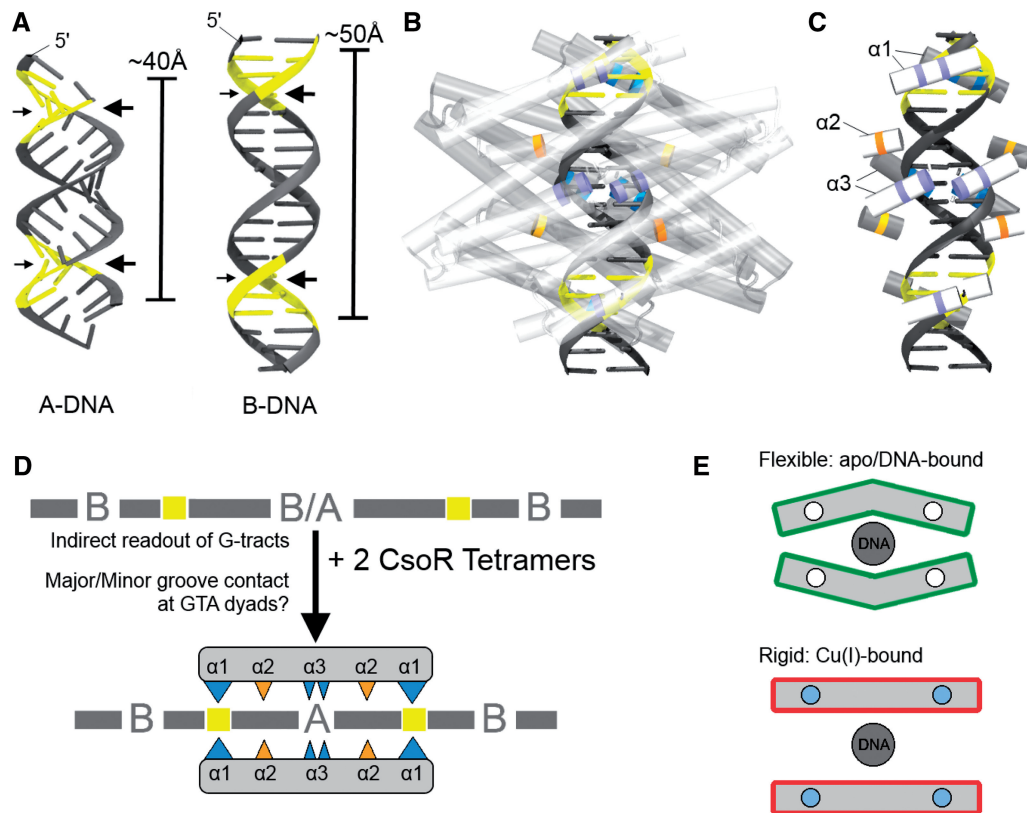 A
5'
~40Å
5'
~50Å
A-DNA
B-DNA
B
C
α1
α2
α3
D
B
B/A
B
Indirect readout of G-tracts
+ 2 CsoR Tetramers
Major/Minor groove contact
at GTA dyads?
α1 α2 α3 α2 α1
B
A
B
α1 α2 α3 α2 α1
E
Flexible: apo/DNA-bound
DNA
Rigid: Cu(I)-bound
DNA